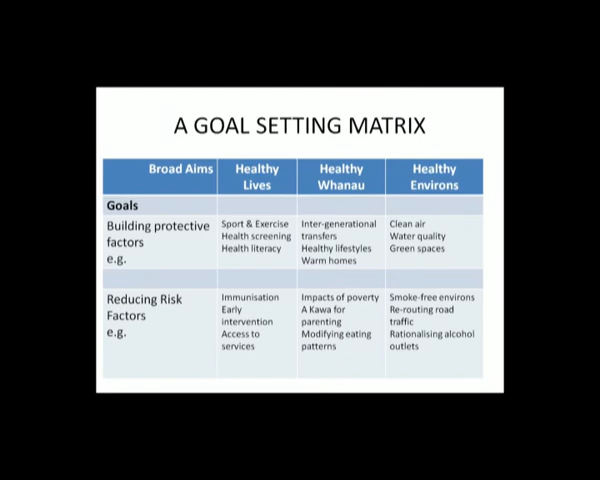 A GOAL SETTING MATRIX
Broad Aims
Healthy
Lives
Healthy
Whanau
Healthy
Environs
Goals
Building protective
factors
e.g.
Sport & Exercise
Health screening
Health literacy
Inter-generational
transfers
Healthy lifestyles
Warm homes
Clean air
Water quality
Green spaces
Reducing Risk
Factors
e.g.
Immunisation
Early
intervention
Access to
services
Impacts of poverty
A Kawa for
parenting
Modifying eating
patterns
Smoke-free environs
Re-routing road
traffic
Rationalising alcohol
outlets